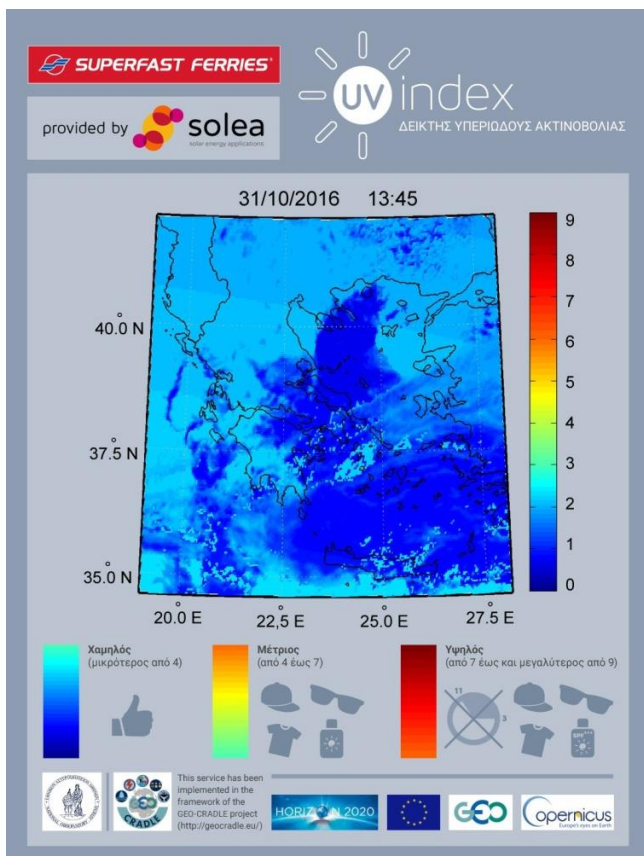 SUPERFAST FERRIES
provided by solea
solar energy applications
UV index
ΔΕΙΚΤΗΣ ΥΠΕΡΙΩΔΟΥΣ ΑΚΤΙΝΟΒΟΛΙΑΣ
31/10/2016 13:45
9
8
7
6
5
4
3
2
1
0
40.0 N
37.5 N
35.0 N
20.0 E
22,5 E
25.0 E
27.5 E
Χαμηλός
(μικρότερος από 4)
Μέτριος
(από 4 έως 7)
Υψηλός
(από 7 έως και μεγαλύτερος από 9)
11
3
SPF
GEO
CRADLE
This service has been
implemented in the
framework of the
GEO-CRADLE project
(http://geocradle.eu/)
HORIZON 2020
GEO
Copernicus
Europe's eyes on Earth